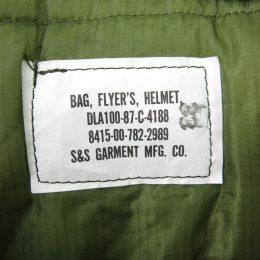 BAG, FLYER'S, HELMET,
DLA100-87-C-4188
8415-00-782-2989
S&S GARMENT MFG. CO.